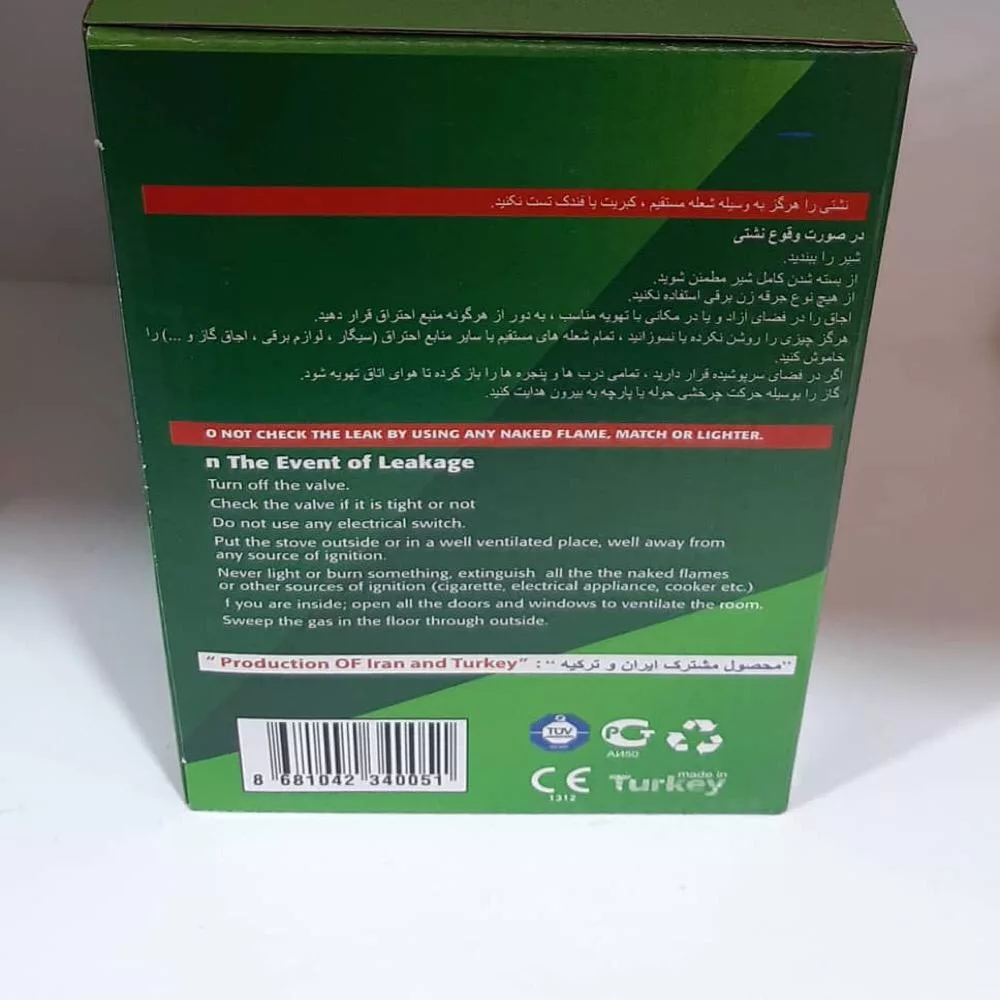 نشتی را هرگز به وسیله شعله مستقیم ، کبریت یا فندک تست نکنید.
در صورت وقوع نشتی
شیر را ببندید.
از بسته شدن کامل شیر مطمئن شوید.
از هیچ نوع جرقه زن برقی استفاده نکنید.
اجاق را در فضای ازاد و یا در مکانی با تهویه مناسب ، به دور از هرگونه منبع احتراق قرار دهید.
هرگز چیزی را روشن نکرده یا نسوزانید ، تمام شعله های مستقیم یا سایر منابع احتراق (سیگار ، لوازم برقی ، اجاق گاز و ...) را
خاموش کنید.
اگر در فضای سرپوشیده قرار دارید ، تمامی درب ها و پنجره ها را باز کرده تا هوای اتاق تهویه شود.
گاز را بوسیله حرکت چرخشی حوله یا پارچه به بیرون هدایت کنید.
O NOT CHECK THE LEAK BY USING ANY NAKED FLAME, MATCH OR LIGHTER.
n The Event of Leakage
Turn off the valve.
Check the valve if it is tight or not
Do not use any electrical switch.
Put the stove outside or in a well ventilated place, well away from
any source of ignition.
Never light or burn something, extinguish all the the naked flames
or other sources of ignition (cigarette, electrical appliance, cooker etc.)
f you are inside; open all the doors and windows to ventilate the room.
Sweep the gas in the floor through outside.
" Production OF Iran and Turkey" : " محصول مشترک ایران و ترکیه"
8 681042 340051
TÜV
PCT
АИ50
CE
1312
made in
Turkey